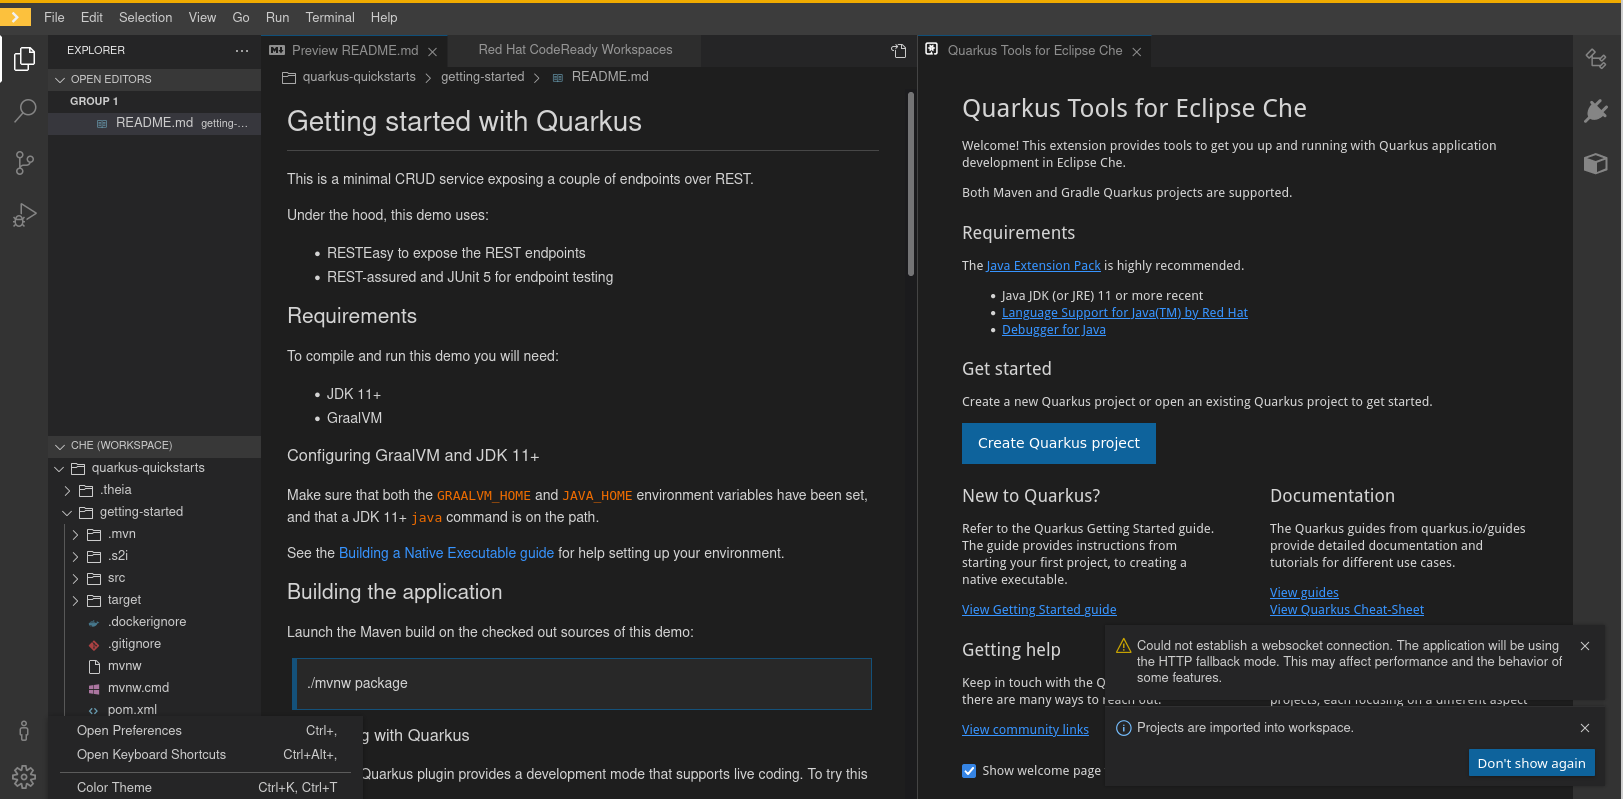 File Edit Selection View Go Run Terminal Help
EXPLORER ...
OPEN EDITORS
GROUP 1
README.md getting-...
CHE (WORKSPACE)
quarkus-quickstarts
.theia
getting-started
.mvn
.s2i
src
target
.dockerignore
.gitignore
mvnw
mvnw.cmd
pom.xml
Open Preferences Ctrl+,
Open Keyboard Shortcuts Ctrl+Alt+,
Color Theme Ctrl+K, Ctrl+T
Preview README.md Red Hat CodeReady Workspaces
quarkus-quickstarts getting-started README.md
Getting started with Quarkus
This is a minimal CRUD service exposing a couple of endpoints over REST.
Under the hood, this demo uses:
• RESTEasy to expose the REST endpoints
• REST-assured and JUnit 5 for endpoint testing
Requirements
To compile and run this demo you will need:
• JDK 11+
• GraalVM
Configuring GraalVM and JDK 11+
Make sure that both the GRAALVM_HOME and JAVA_HOME environment variables have been set,
and that a JDK 11+ java command is on the path.
See the Building a Native Executable guide for help setting up your environment.
Building the application
Launch the Maven build on the checked out sources of this demo:
./mvnw package
g with Quarkus
Quarkus plugin provides a development mode that supports live coding. To try this
Quarkus Tools for Eclipse Che
Quarkus Tools for Eclipse Che
Welcome! This extension provides tools to get you up and running with Quarkus application
development in Eclipse Che.
Both Maven and Gradle Quarkus projects are supported.
Requirements
The Java Extension Pack is highly recommended.
• Java JDK (or JRE) 11 or more recent
• Language Support for Java(TM) by Red Hat
• Debugger for Java
Get started
Create a new Quarkus project or open an existing Quarkus project to get started.
Create Quarkus project
New to Quarkus?
Refer to the Quarkus Getting Started guide.
The guide provides instructions from
starting your first project, to creating a
native executable.
View Getting Started guide
Documentation
The Quarkus guides from quarkus.io/guides
provide detailed documentation and
tutorials for different use cases.
View guides
View Quarkus Cheat-Sheet
Getting help
Keep in touch with the Q
there are many ways to reach out.
View community links
projects, each focusing on a different aspect
Show welcome page
Could not establish a websocket connection. The application will be using
the HTTP fallback mode. This may affect performance and the behavior of
some features.
Projects are imported into workspace.
Don't show again